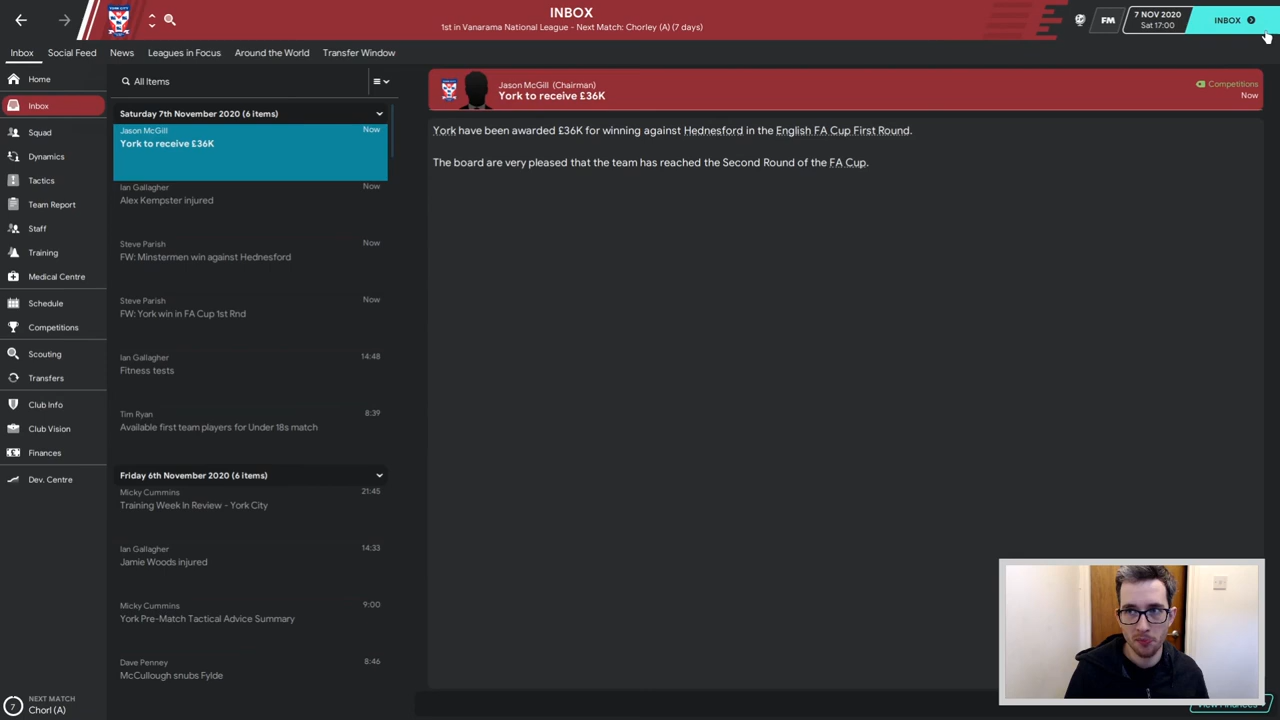 INBOX
1st in Vanarama National League - Next Match: Chorley (A) (7 days)
FM
7 NOV 2020
Sat 17:00
INBOX
Inbox
Social Feed
News
Leagues in Focus
Around the World
Transfer Window
Home
Inbox
Squad
Dynamics
Tactics
Team Report
Staff
Training
Medical Centre
Schedule
Competitions
Scouting
Transfers
Club Info
Club Vision
Finances
Dev. Centre
7
NEXT MATCH
Chorl (A)
All Items
Saturday 7th November 2020 (6 items)
Jason McGill Now
York to receive £36K
Ian Gallagher Now
Alex Kempster injured
Steve Parish Now
FW: Minstermen win against Hednesford
Steve Parish Now
FW: York win in FA Cup 1st Rnd
Ian Gallagher 14:48
Fitness tests
Tim Ryan 8:39
Available first team players for Under 18s match
Friday 6th November 2020 (6 items)
Micky Cummins 21:45
Training Week In Review - York City
Ian Gallagher 14:33
Jamie Woods injured
Micky Cummins 9:00
York Pre-Match Tactical Advice Summary
Dave Penney 8:46
McCullough snubs Fylde
Jason McGill (Chairman)
York to receive £36K
Competitions
Now
York have been awarded £36K for winning against Hednesford in the English FA Cup First Round.
The board are very pleased that the team has reached the Second Round of the FA Cup.